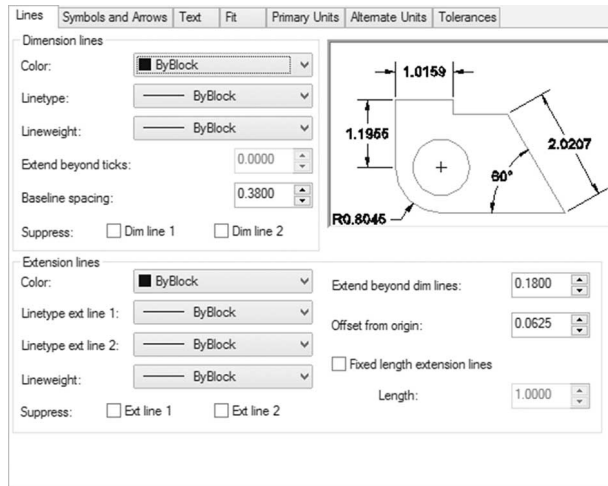 Lines Symbols and Arrows Text Fit Primary Units Alternate Units Tolerances
Dimension lines
Color: ByBlock
Linetype: ByBlock
Lineweight: ByBlock
Extend beyond ticks: 0.0000
Baseline spacing: 0.3800
Suppress: Dim line 1 Dim line 2
1.0159
1.1955
2.0207
60°
R0.8045
Extension lines
Color: ByBlock
Linetype ext line 1: ByBlock
Linetype ext line 2: ByBlock
Lineweight: ByBlock
Suppress: Ext line 1 Ext line 2
Extend beyond dim lines: 0.1800
Offset from origin: 0.0625
Fixed length extension lines
Length: 1.0000